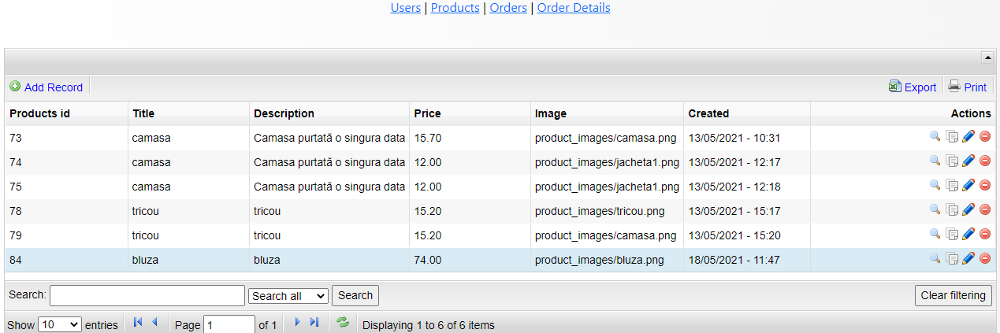 Users | Products | Orders | Order Details
Add Record Export Print
Products id Title Description Price Image Created Actions
73 camasa Camasa purtată o singura data 15.70 product_images/camasa.png 13/05/2021 - 10:31
74 camasa Camasa purtată o singura data 12.00 product_images/jacheta1.png 13/05/2021 - 12:17
75 camasa Camasa purtată o singura data 12.00 product_images/jacheta1.png 13/05/2021 - 12:18
78 tricou tricou 15.20 product_images/tricou.png 13/05/2021 - 15:17
79 tricou tricou 15.20 product_images/camasa.png 13/05/2021 - 15:20
84 bluza bluza 74.00 product_images/bluza.png 18/05/2021 - 11:47
Search: Search all Search Clear filtering
Show 10 entries Page 1 of 1 Displaying 1 to 6 of 6 items